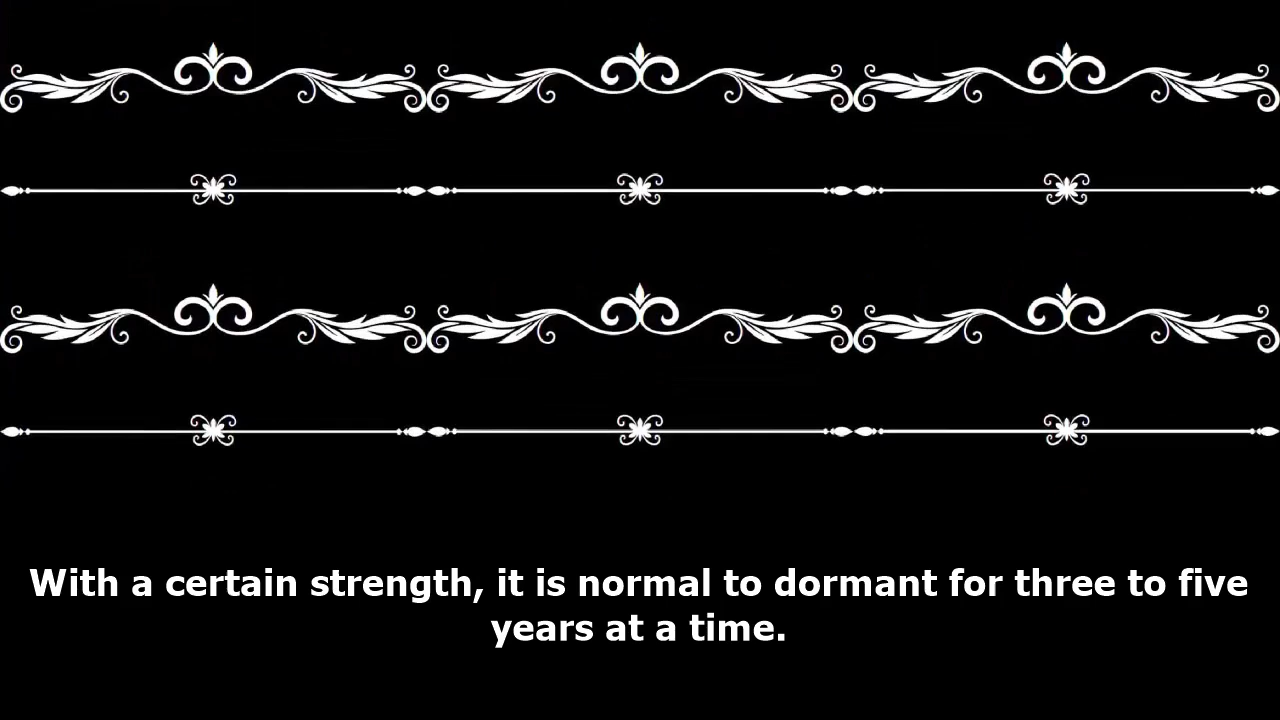 With a certain strength, it is normal to dormant for three to five
years at a time.